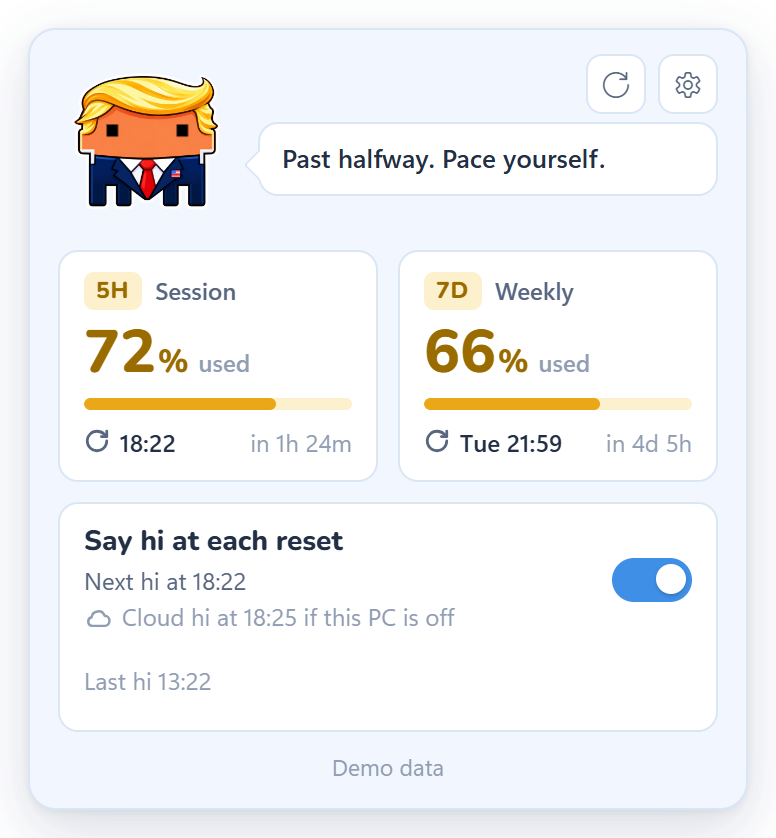 Past halfway. Pace yourself.
5H Session
72% used
18:22 in 1h 24m
7D Weekly
66% used
Tue 21:59 in 4d 5h
Say hi at each reset
Next hi at 18:22
Cloud hi at 18:25 if this PC is off
Last hi 13:22
Demo data